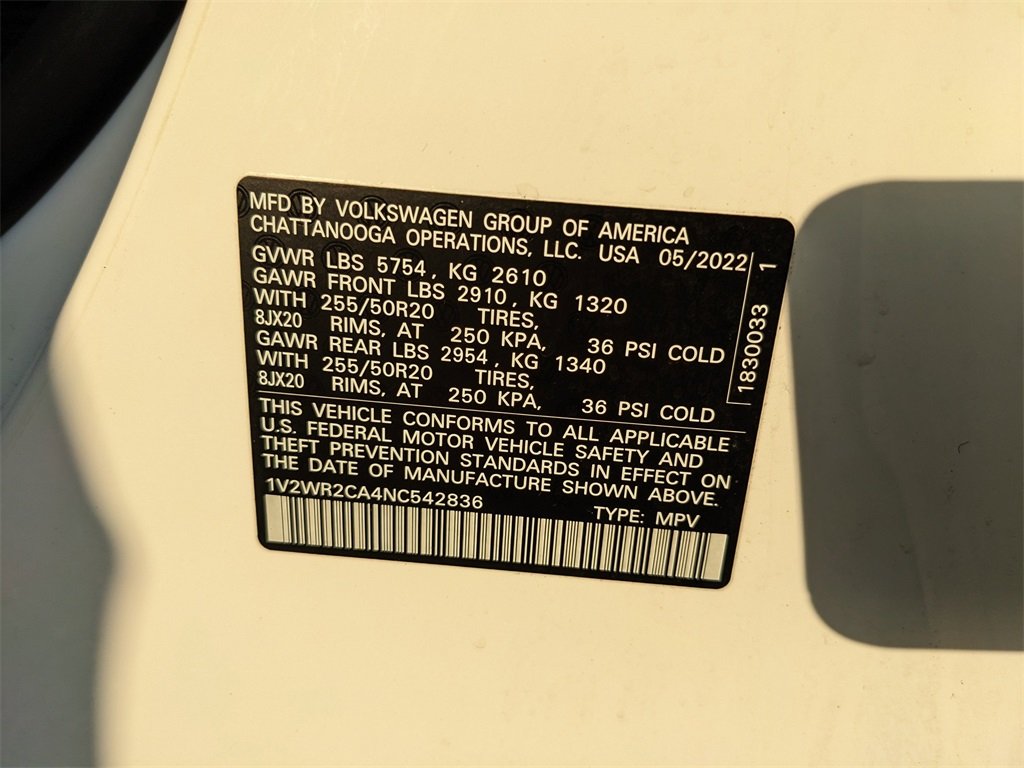 MFD BY VOLKSWAGEN GROUP OF AMERICA
CHATTANOOGA OPERATIONS, LLC. USA 05/2022
GVWR LBS 5754, KG 2610
GAWR FRONT LBS 2910, KG 1320
WITH 255/50R20 TIRES,
8JX20 RIMS, AT 250 KPA, 36 PSI COLD
GAWR REAR LBS 2954, KG 1340
WITH 255/50R20 TIRES,
8JX20 RIMS, AT 250 KPA, 36 PSI COLD
1830033 1
THIS VEHICLE CONFORMS TO ALL APPLICABLE
U.S. FEDERAL MOTOR VEHICLE SAFETY AND
THEFT PREVENTION STANDARDS IN EFFECT ON
THE DATE OF MANUFACTURE SHOWN ABOVE.
1V2WR2CA4NC542836 TYPE: MPV